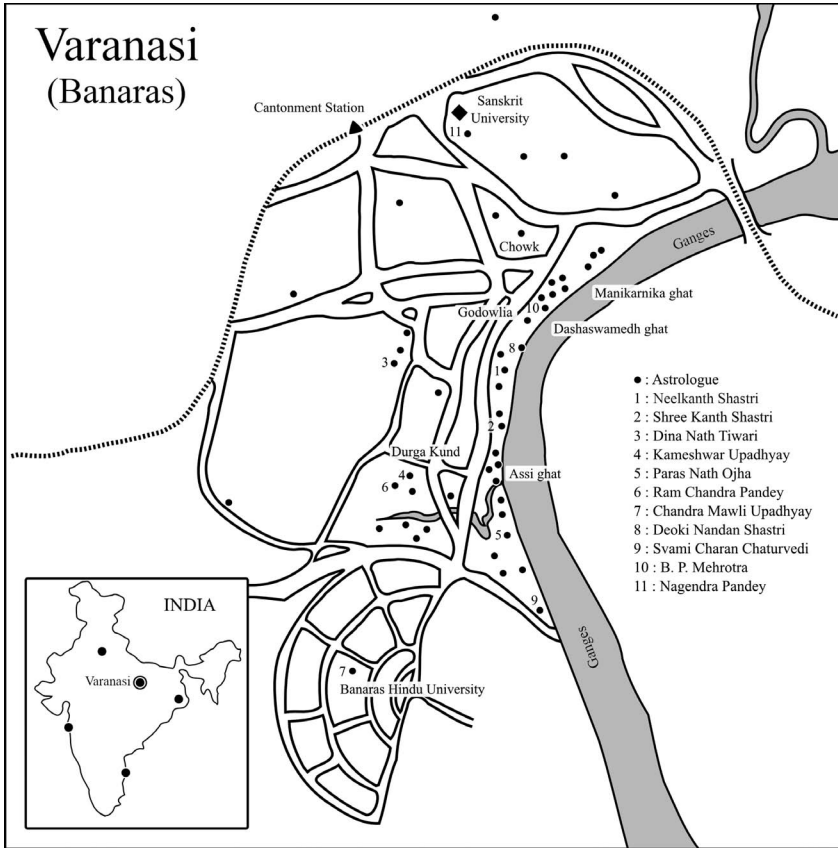 Varanasi
(Banaras)
Cantonment Station
Sanskrit
University
11
Chowk
Ganges
Manikarnika ghat
10
Godowlia
Dashaswamedh ghat
8
3
1
● : Astrologue
1 : Neelkanth Shastri
2 : Shree Kanth Shastri
3 : Dina Nath Tiwari
4 : Kameshwar Upadhyay
5 : Paras Nath Ojha
6 : Ram Chandra Pandey
7 : Chandra Mawli Upadhyay
8 : Deoki Nandan Shastri
9 : Svami Charan Chaturvedi
10 : B. P. Mehrotra
11 : Nagendra Pandey
2
Durga Kund
Assi ghat
4
6
5
9
Ganges
7
Banaras Hindu University
INDIA
Varanasi